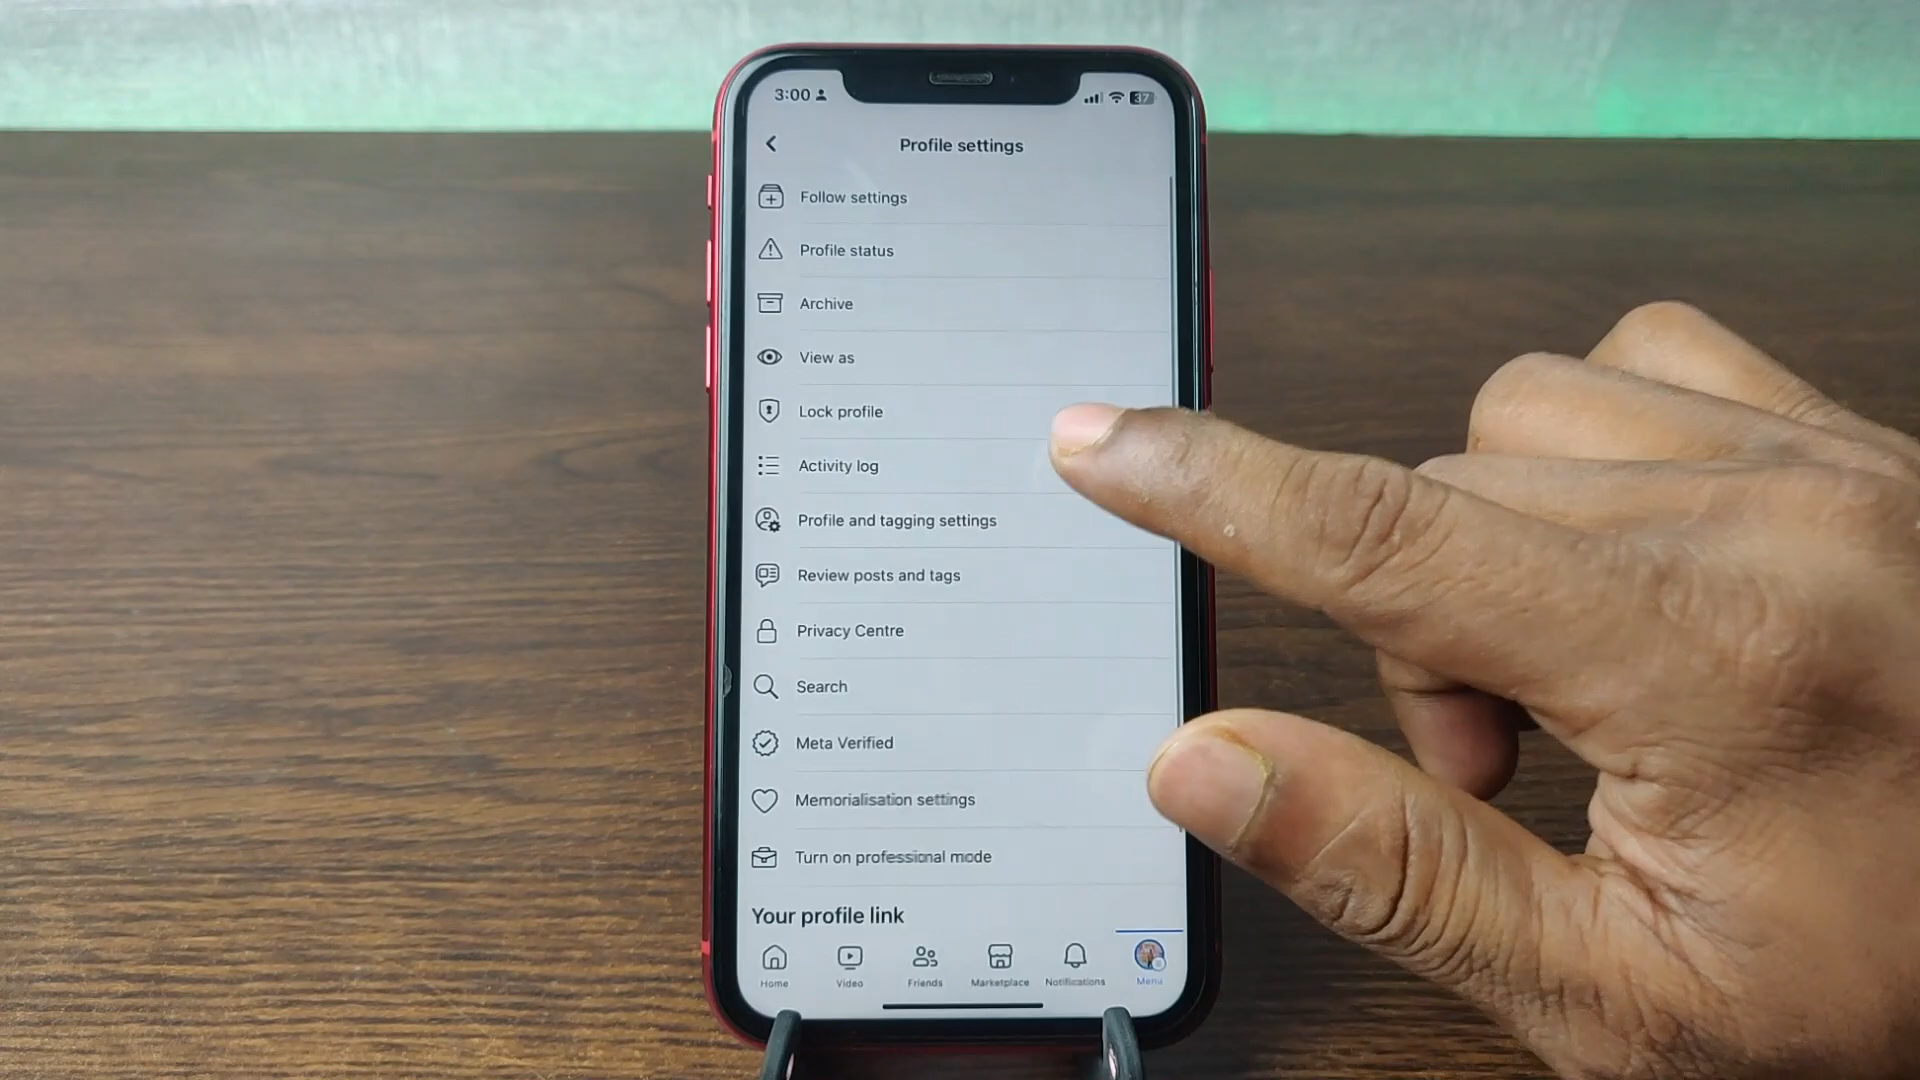 3:00
37
Profile settings
Follow settings
Profile status
Archive
View as
Lock profile
Activity log
Profile and tagging settings
Review posts and tags
Privacy Centre
Search
Meta Verified
Memorialisation settings
Turn on professional mode
Your profile link
Home
Video
Friends
Marketplace
Notifications
Menu